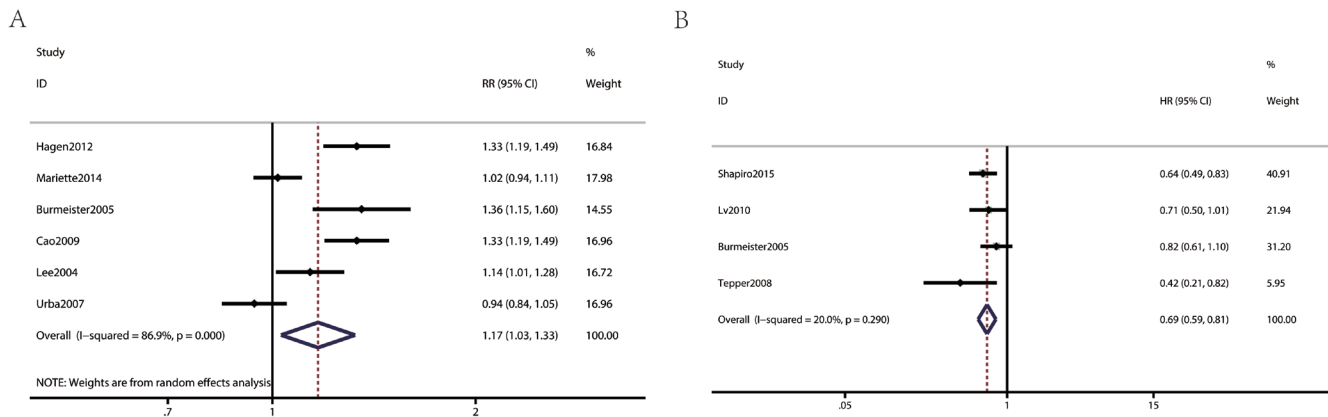 A
Study %
ID RR (95% CI) Weight
Hagen2012 1.33 (1.19, 1.49) 16.84
Mariette2014 1.02 (0.94, 1.11) 17.98
Burmeister2005 1.36 (1.15, 1.60) 14.55
Cao2009 1.33 (1.19, 1.49) 16.96
Lee2004 1.14 (1.01, 1.28) 16.72
Urba2007 0.94 (0.84, 1.05) 16.96
Overall (I-squared = 86.9%, p = 0.000) 1.17 (1.03, 1.33) 100.00
NOTE: Weights are from random effects analysis
.7 1 2
B
Study %
ID HR (95% CI) Weight
Shapiro2015 0.64 (0.49, 0.83) 40.91
Lv2010 0.71 (0.50, 1.01) 21.94
Burmeister2005 0.82 (0.61, 1.10) 31.20
Tepper2008 0.42 (0.21, 0.82) 5.95
Overall (I-squared = 20.0%, p = 0.290) 0.69 (0.59, 0.81) 100.00
.05 1 15